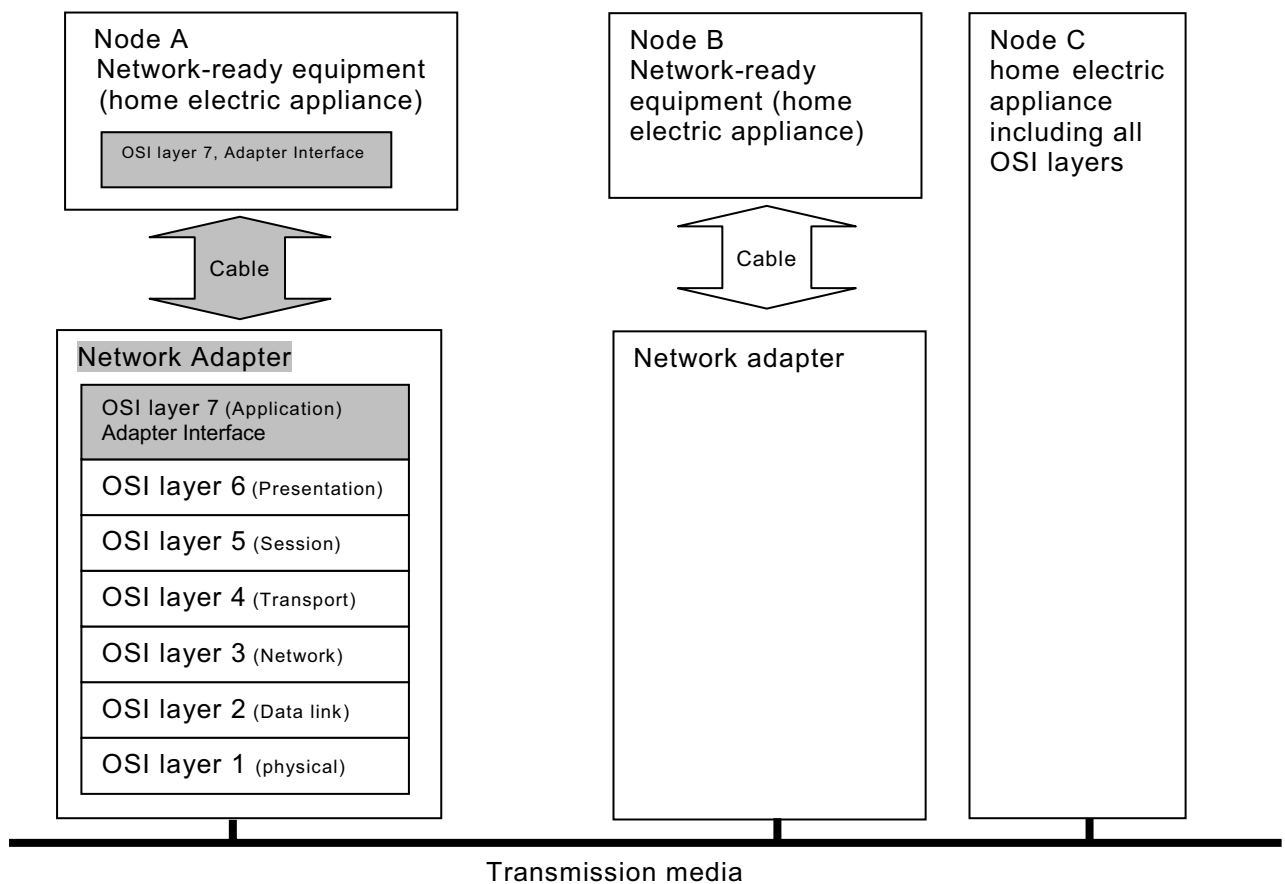 Node A
Network-ready equipment
(home electric appliance)
OSI layer 7, Adapter Interface
Cable
Network Adapter
OSI layer 7 (Application)
Adapter Interface
OSI layer 6 (Presentation)
OSI layer 5 (Session)
OSI layer 4 (Transport)
OSI layer 3 (Network)
OSI layer 2 (Data link)
OSI layer 1 (physical)
Node B
Network-ready
equipment (home
electric appliance)
Cable
Network adapter
Node C
home electric
appliance
including all
OSI layers
Transmission media